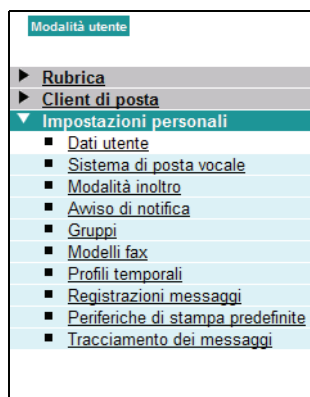 Modalità utente
Rubrica
Client di posta
Impostazioni personali
Dati utente
Sistema di posta vocale
Modalità inoltro
Avviso di notifica
Gruppi
Modelli fax
Profili temporali
Registrazioni messaggi
Periferiche di stampa predefinite
Tracciamento dei messaggi